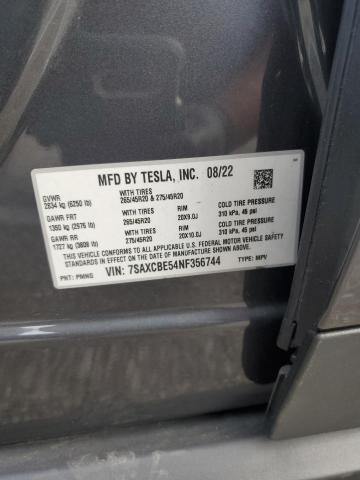 MFD BY TESLA, INC. 08/22
GVWR WITH TIRES
2834 kg (6250 lb) 265/45R20 & 275/45R20
GAWR FRT WITH TIRES RIM COLD TIRE PRESSURE
1350 kg (2976 lb) 265/45R20 20X9.0J 310 kPa, 45 psi
GAWR RR WITH TIRES RIM COLD TIRE PRESSURE
1727 kg (3808 lb) 275/45R20 20X10.0J 310 kPa, 45 psi
THIS VEHICLE CONFORMS TO ALL APPLICABLE U.S. FEDERAL MOTOR VEHICLE
SAFETY STANDARDS IN EFFECT ON THE DATE OF MANUFACTURE SHOWN ABOVE.
PNT: PMNG VIN: 7SAXCBE54NF356744 TYPE: MPV